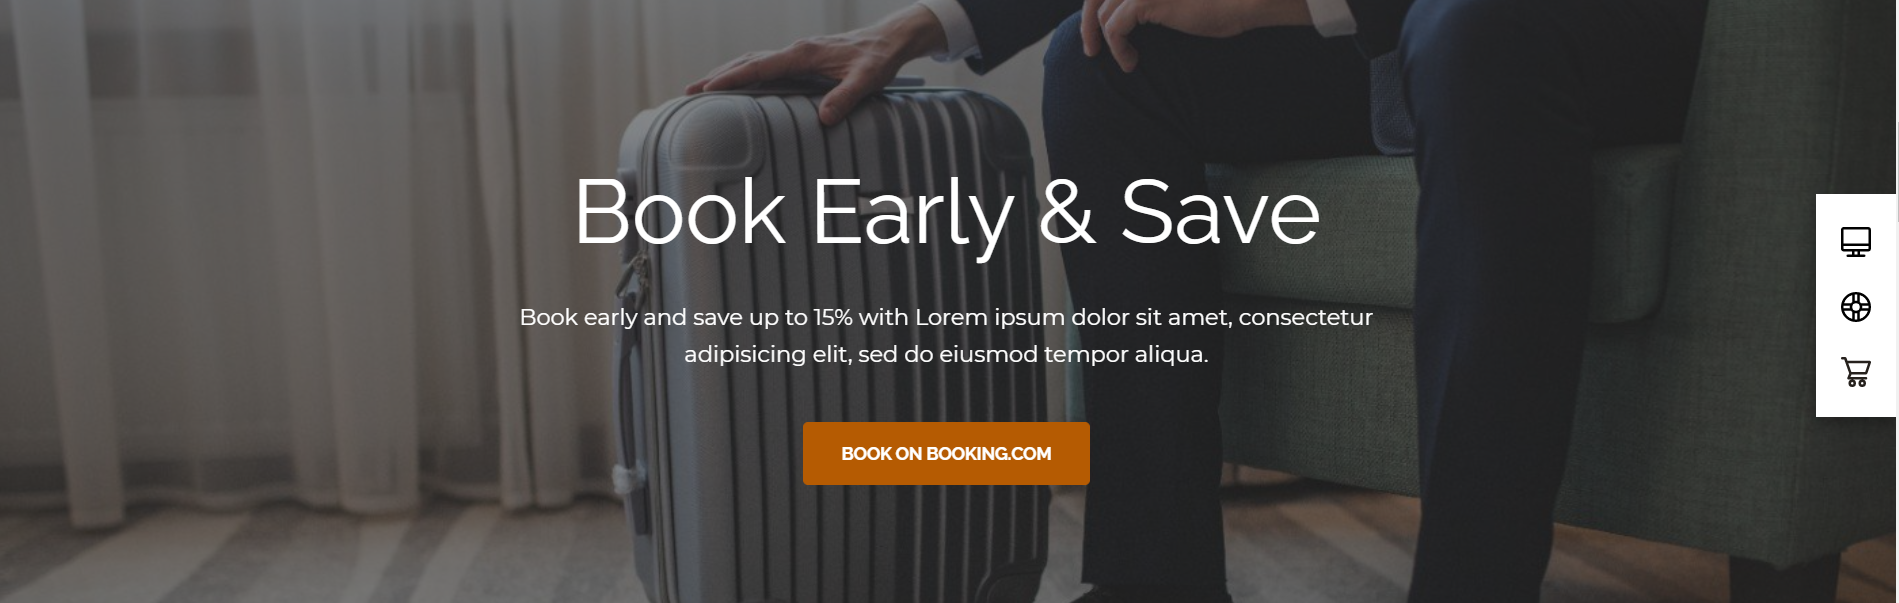 Book Early & Save
Book early and save up to 15% with Lorem ipsum dolor sit amet, consectetur
adipisicing elit, sed do eiusmod tempor aliqua.
BOOK ON BOOKING.COM